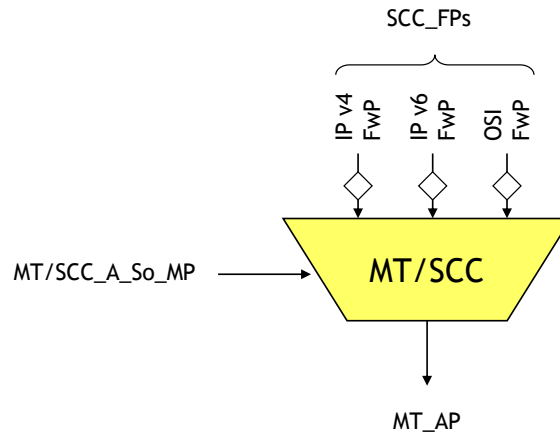 SCC_FPs
IP v4
FwP
IP v6
FwP
OSI
FwP
MT/SCC
MT/SCC_A_So_MP
MT_AP